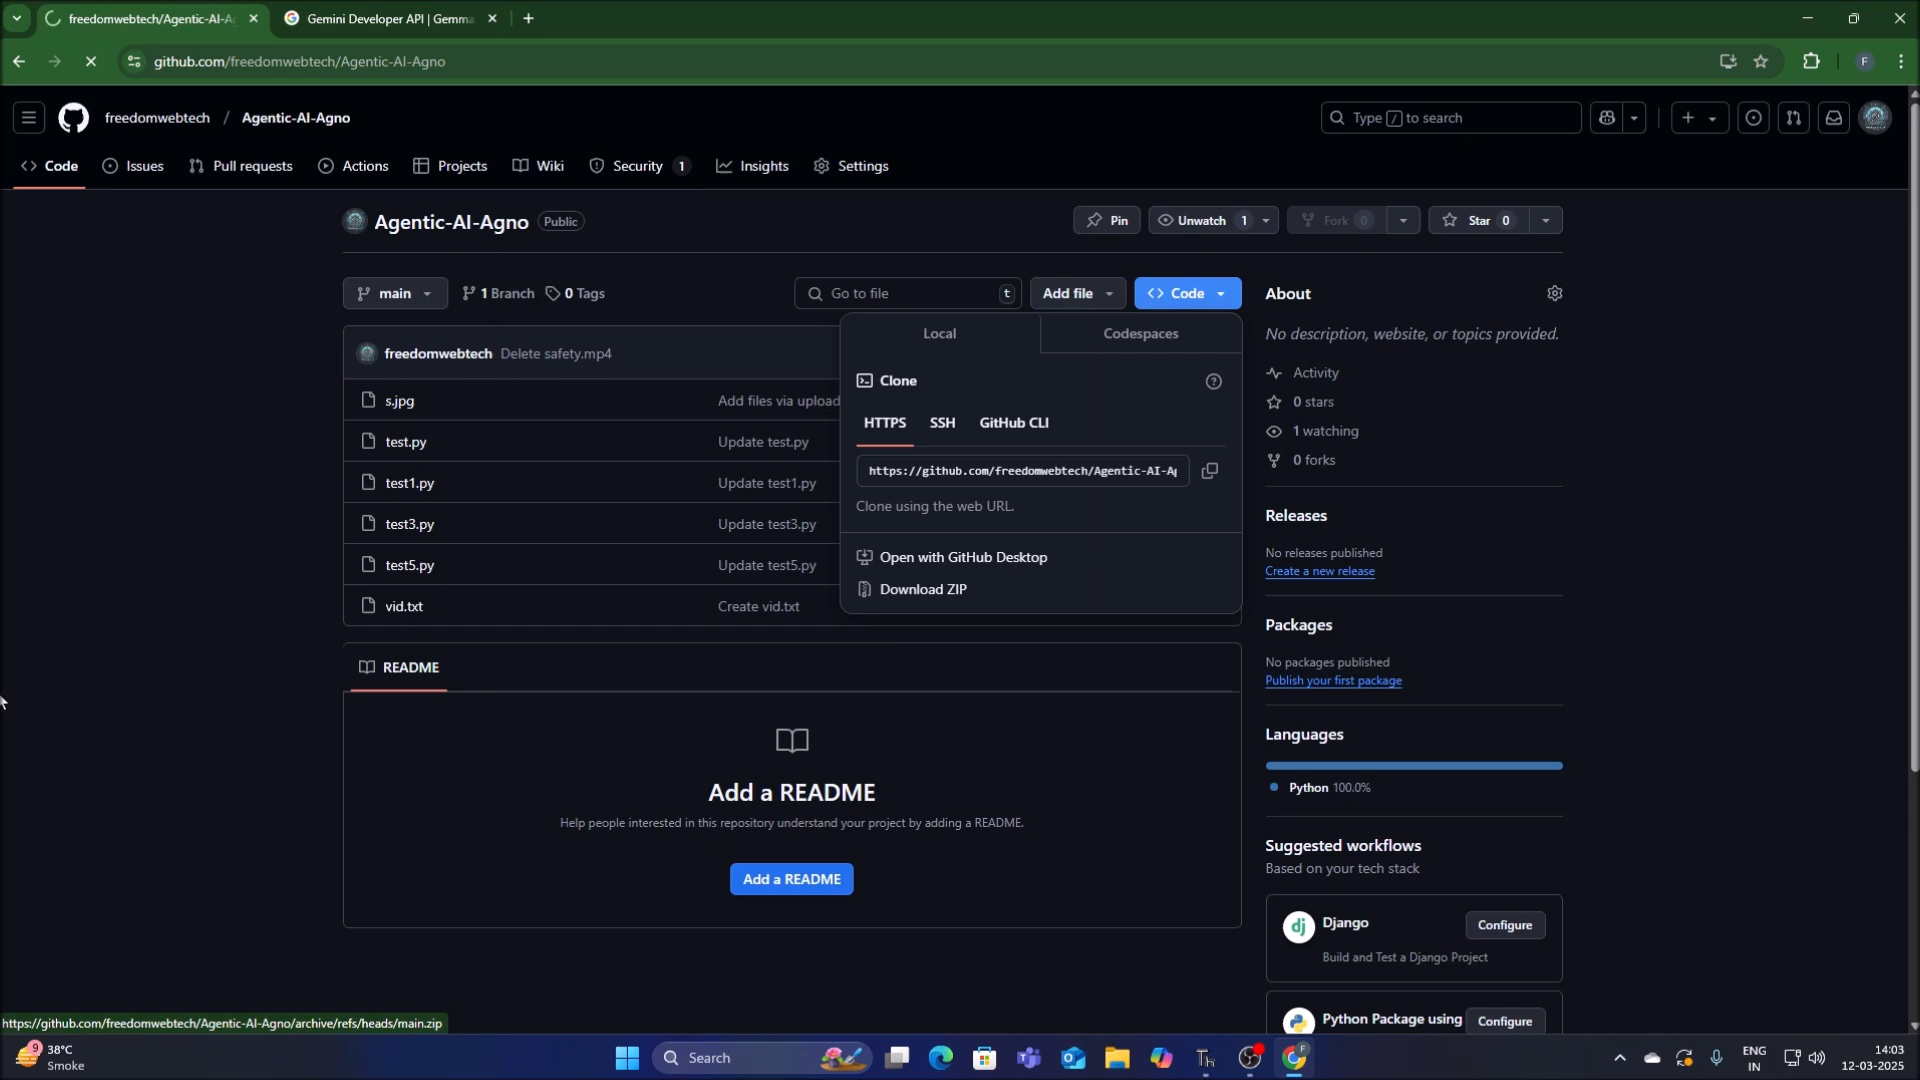 freedomwebtech/Agentic-AI-A
Gemini Developer API | Gemma
github.com/freedomwebtech/Agentic-AI-Agno
F
freedomwebtech / Agentic-AI-Agno
Type / to search
Code
Issues
Pull requests
Actions
Projects
Wiki
Security 1
Insights
Settings
Agentic-AI-Agno Public
Pin
Unwatch 1
Fork 0
Star 0
main
1 Branch
0 Tags
Go to file t
Add file
Code
About
No description, website, or topics provided.
Local
Codespaces
Clone
HTTPS
SSH
GitHub CLI
https://github.com/freedomwebtech/Agentic-AI-Ag
Clone using the web URL.
Open with GitHub Desktop
Download ZIP
freedomwebtech Delete safety.mp4
s.jpg Add files via upload
test.py Update test.py
test1.py Update test1.py
test3.py Update test3.py
test5.py Update test5.py
vid.txt Create vid.txt
Activity
0 stars
1 watching
0 forks
Releases
No releases published
Create a new release
Packages
No packages published
Publish your first package
Languages
Python 100.0%
Suggested workflows
Based on your tech stack
dj Django Configure
Build and Test a Django Project
Python Package using Configure
README
Add a README
Help people interested in this repository understand your project by adding a README.
Add a README
https://github.com/freedomwebtech/Agentic-AI-Agno/archive/refs/heads/main.zip
9
38°C
Smoke
Search
ENG
IN
14:03
12-03-2025